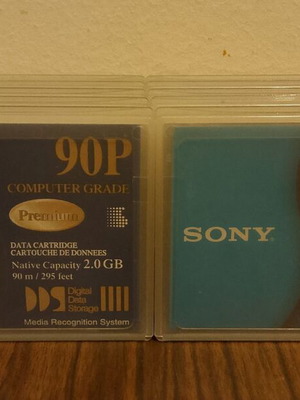 90P
COMPUTER GRADE
Premium
DATA CARTRIDGE
CARTOUCHE DE DONNEES
Native Capacity 2.0 GB
90 m / 295 feet
DDS
Digital
Data
Storage
Media Recognition System
SONY®